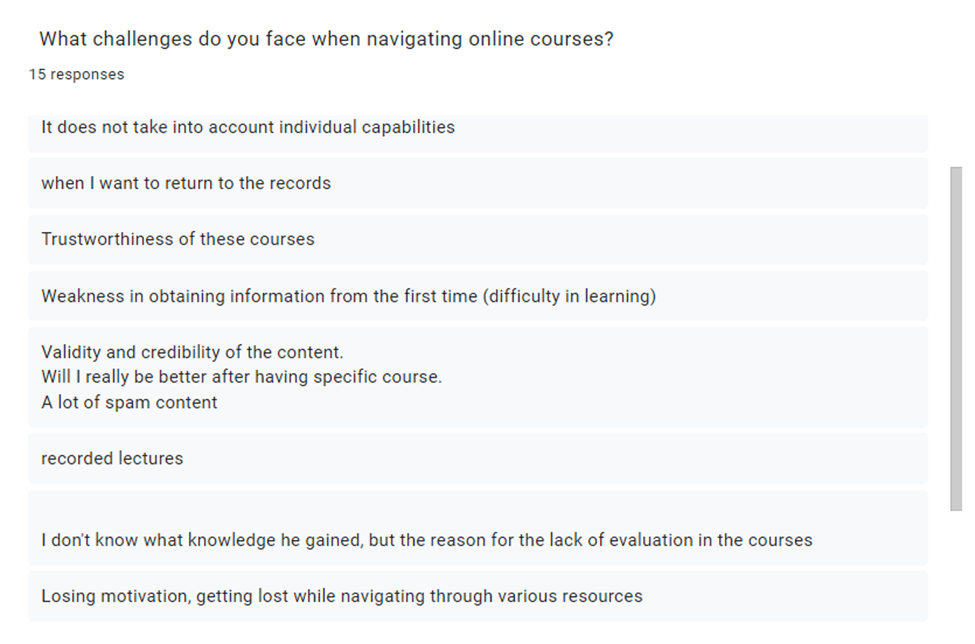 What challenges do you face when navigating online courses?
15 responses
It does not take into account individual capabilities
when I want to return to the records
Trustworthiness of these courses
Weakness in obtaining information from the first time (difficulty in learning)
Validity and credibility of the content.
Will I really be better after having specific course.
A lot of spam content
recorded lectures
I don't know what knowledge he gained, but the reason for the lack of evaluation in the courses
Losing motivation, getting lost while navigating through various resources